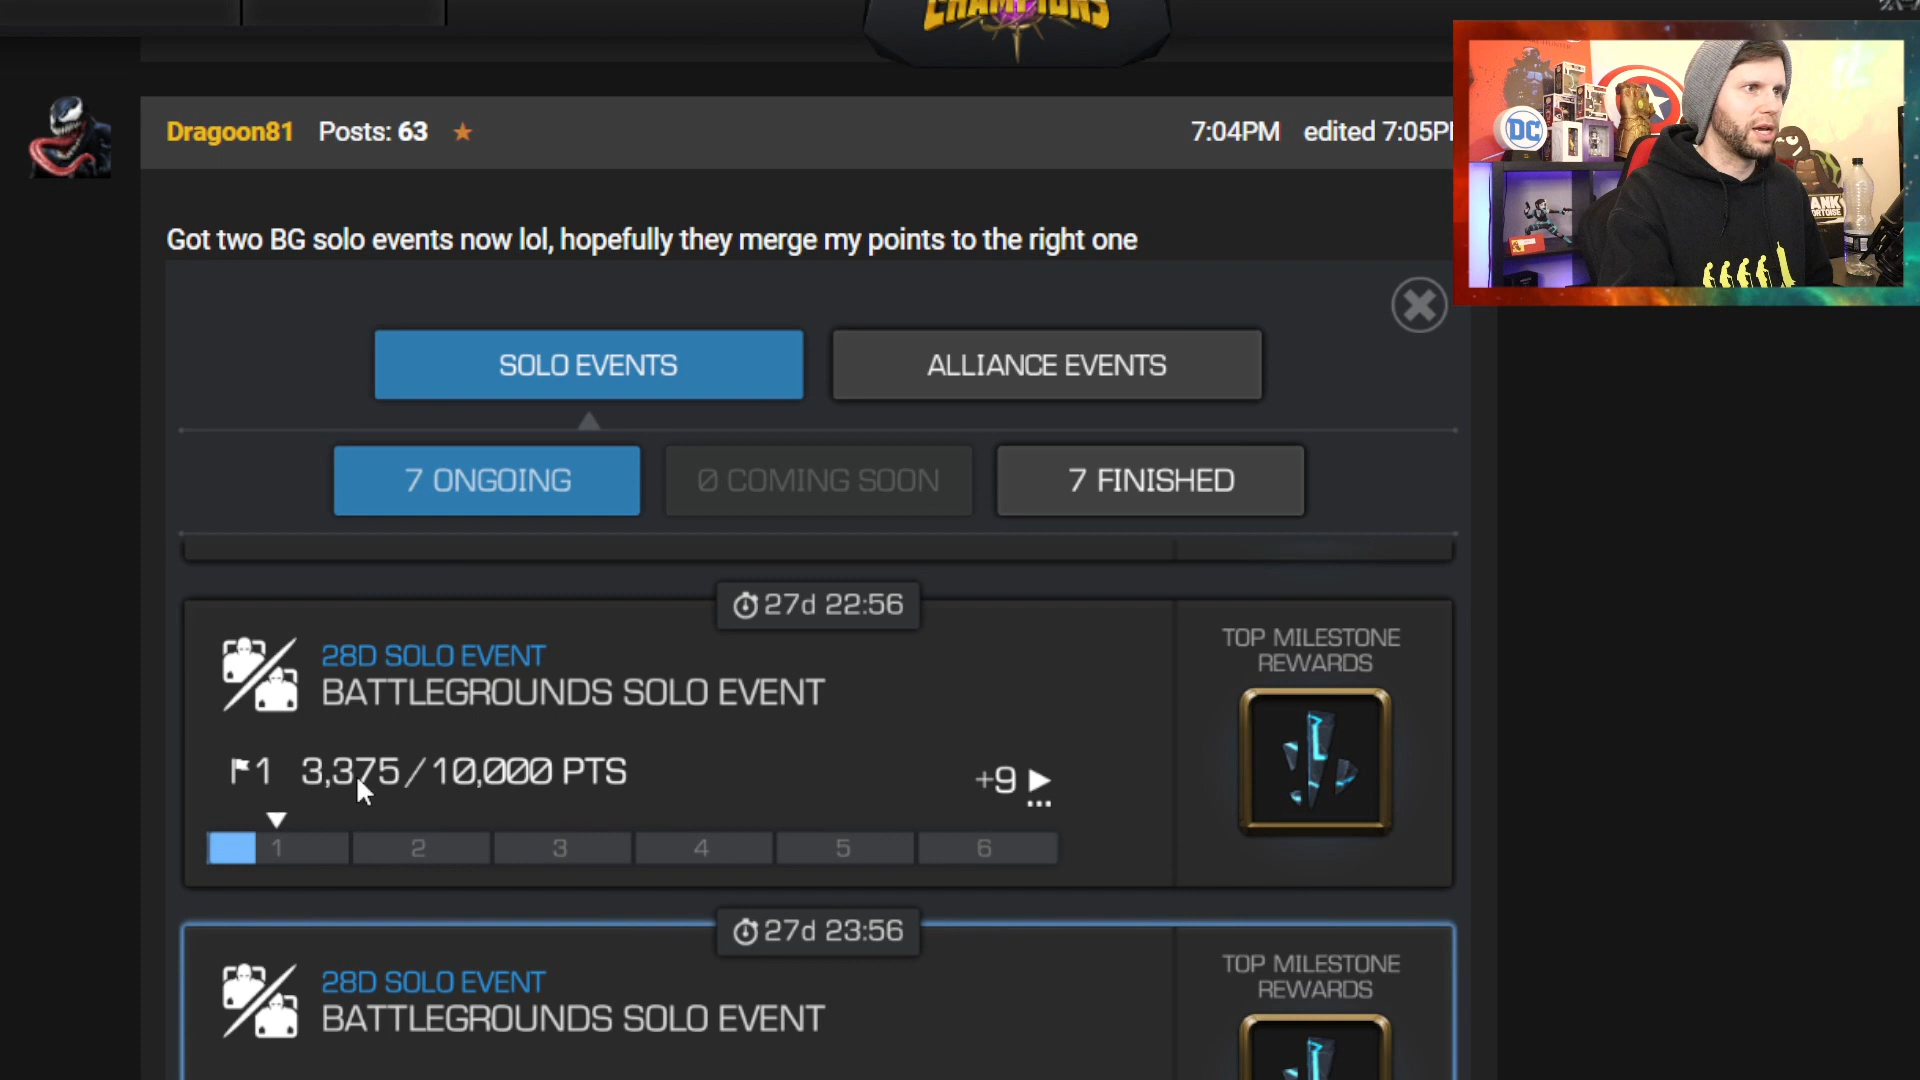 CHAMPIONS
Dragoon81 Posts: 63 7:04PM edited 7:05P
Got two BG solo events now lol, hopefully they merge my points to the right one
SOLO EVENTS ALLIANCE EVENTS
7 ONGOING 0 COMING SOON 7 FINISHED
27d 22:56
28D SOLO EVENT
BATTLEGROUNDS SOLO EVENT
TOP MILESTONE
REWARDS
1 3,375/10,000 PTS
+9
1 2 3 4 5 6
27d 23:56
28D SOLO EVENT
BATTLEGROUNDS SOLO EVENT
TOP MILESTONE
REWARDS
DC